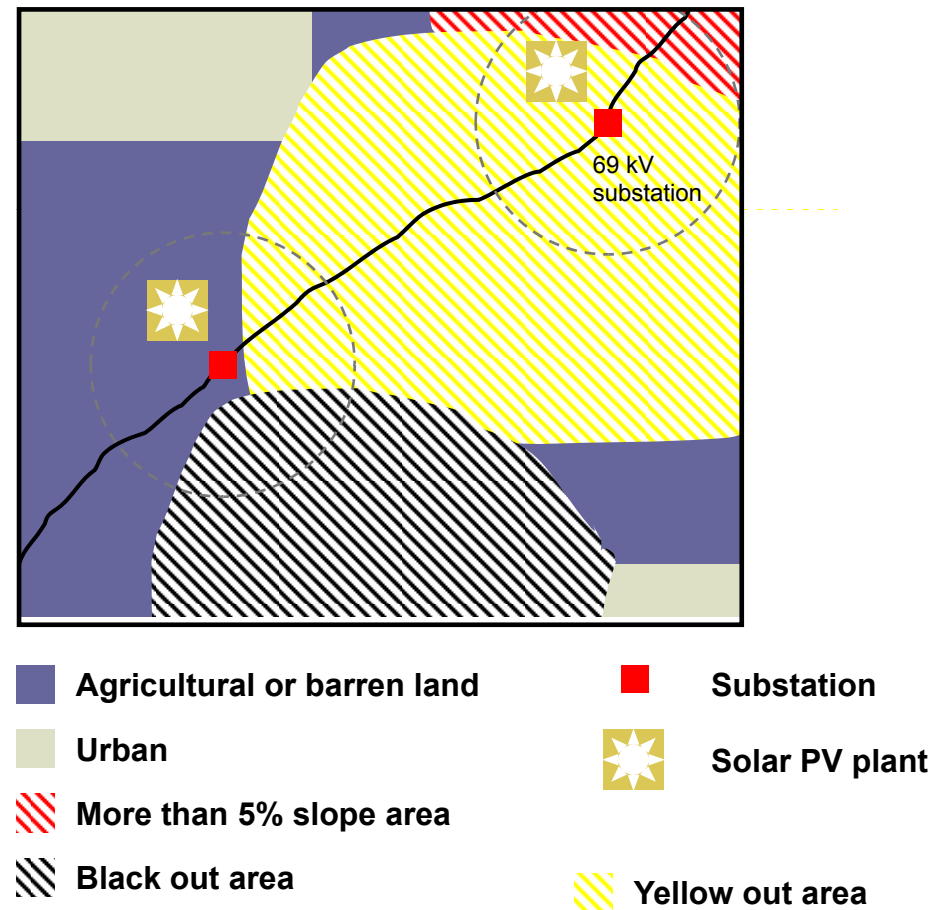 69 kV
substation
Agricultural or barren land
Substation
Urban
Solar PV plant
More than 5% slope area
Black out area
Yellow out area